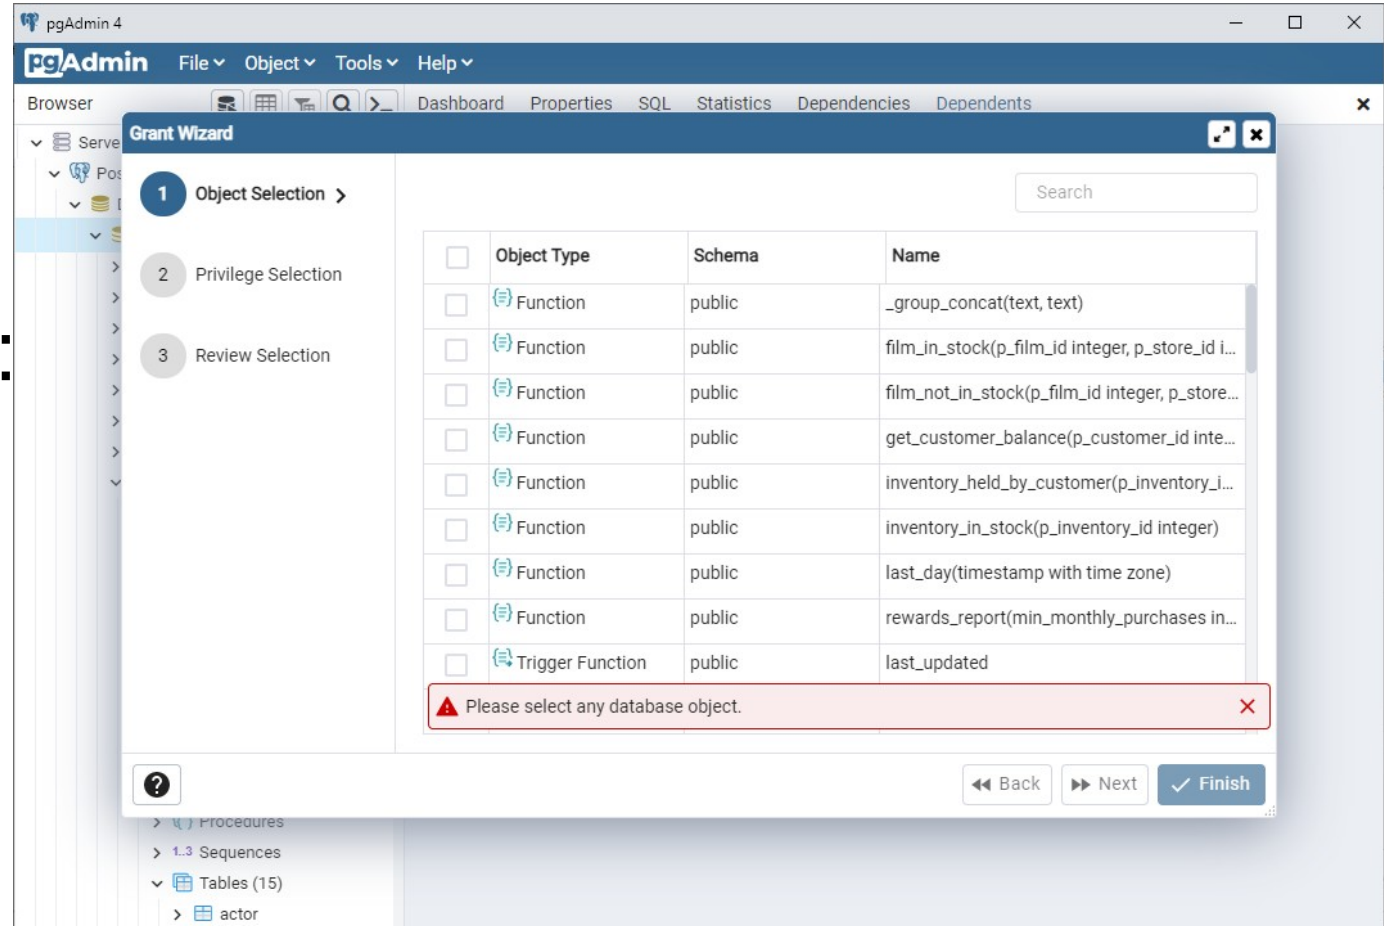 pgAdmin 4
pgAdmin File Object Tools Help
Browser Dashboard Properties SQL Statistics Dependencies Dependents
Grant Wizard
Serve
Pos
1 Object Selection
Search
Object Type Schema Name
2 Privilege Selection
Function public _group_concat(text, text)
3 Review Selection
Function public film_in_stock(p_film_id integer, p_store_id i...
Function public film_not_in_stock(p_film_id integer, p_store...
Function public get_customer_balance(p_customer_id inte...
Function public inventory_held_by_customer(p_inventory_i...
Function public inventory_in_stock(p_inventory_id integer)
Function public last_day(timestamp with time zone)
Function public rewards_report(min_monthly_purchases in...
Trigger Function public last_updated
Please select any database object.
Back Next Finish
Procedures
1..3 Sequences
Tables (15)
actor